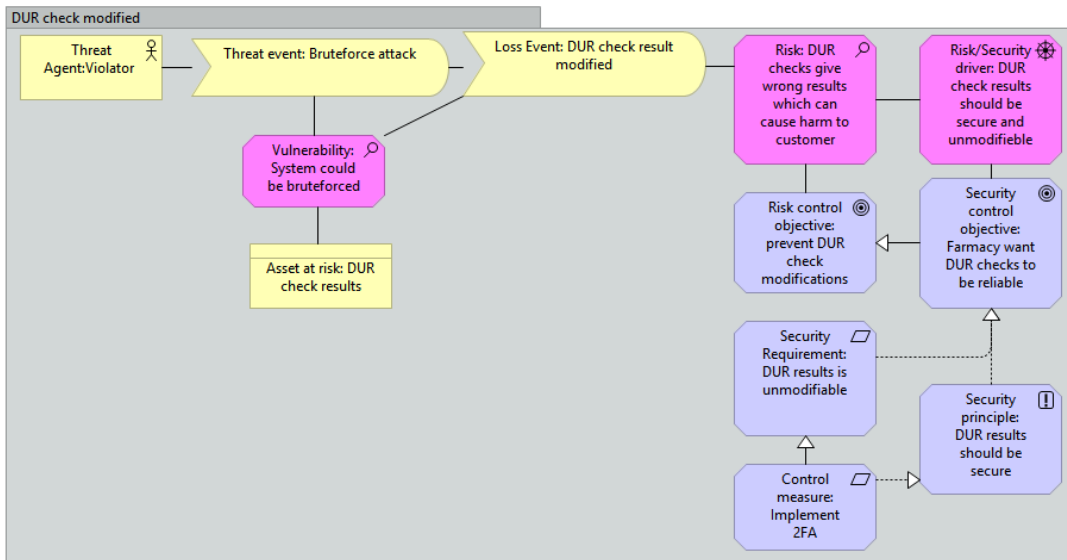 DUR check modified
Threat
Agent:Violator
Threat event: Bruteforce attack
Loss Event: DUR check result
modified
Risk: DUR
checks give
wrong results
which can
cause harm to
customer
Risk/Security
driver: DUR
check results
should be
secure and
unmodifieble
Vulnerability:
System could
be bruteforced
Asset at risk: DUR
check results
Risk control
objective:
prevent DUR
check
modifications
Security
control
objective:
Farmacy want
DUR checks to
be reliable
Security
Requirement:
DUR results is
unmodifiable
Security
principle:
DUR results
should be
secure
Control
measure:
Implement
2FA